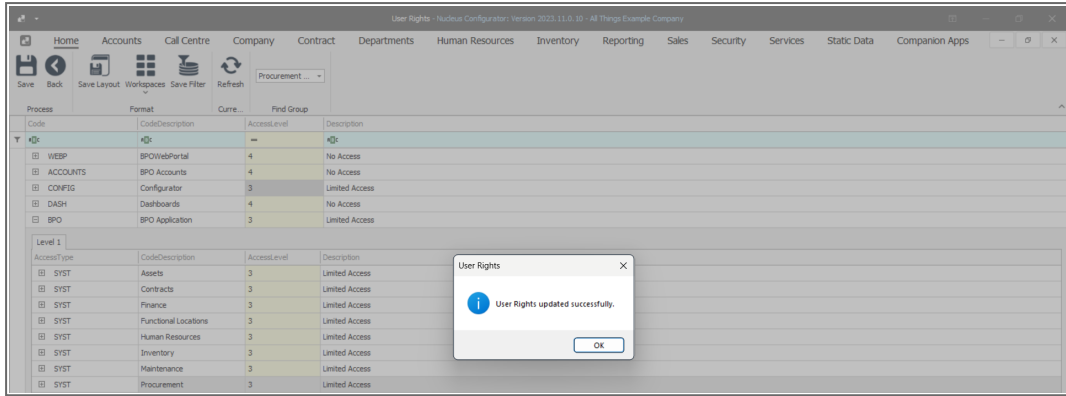 User Rights - Nucleus Configurator: Version 2023.11.0.10 - All Things Example Company
Home Accounts Call Centre Company Contract Departments Human Resources Inventory Reporting Sales Security Services Static Data Companion Apps
Save Back Save Layout Workspaces Save Filter Refresh Procurement ...
Process Format Curre... Find Group
Code CodeDescription AccessLevel Description
WEBP BPOWebPortal 4 No Access
ACCOUNTS BPO Accounts 4 No Access
CONFIG Configurator 3 Limited Access
DASH Dashboards 4 No Access
BPO BPO Application 3 Limited Access
Level 1
AccessType CodeDescription AccessLevel Description
SYST Assets 3 Limited Access
SYST Contracts 3 Limited Access
SYST Finance 3 Limited Access
SYST Functional Locations 3 Limited Access
SYST Human Resources 3 Limited Access
SYST Inventory 3 Limited Access
SYST Maintenance 3 Limited Access
SYST Procurement 3 Limited Access
User Rights
User Rights updated successfully.
OK